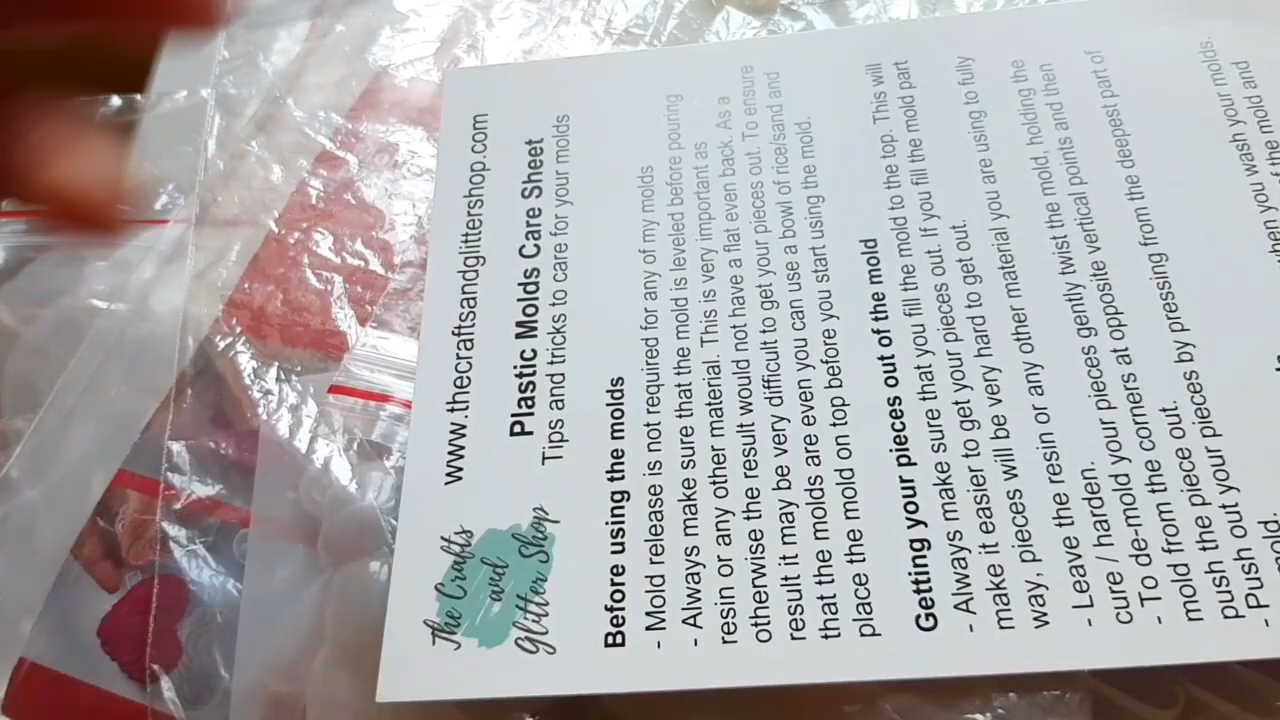 The Crafts
and
Glitter Shop
www.thecraftsandglittershop.com
Plastic Molds Care Sheet
Tips and tricks to care for your molds
Before using the molds
- Mold release is not required for any of my molds
- Always make sure that the mold is leveled before pouring
resin or any other material. This is very important as
otherwise the result would not have a flat even back. As a
result it may be very difficult to get your pieces out. To ensure
that the molds are even you can use a bowl of rice/sand and
place the mold on top before you start using the mold.
Getting your pieces out of the mold
- Always make sure that you fill the mold to the top. This will
make it easier to get your pieces out. If you fill the mold part
way, pieces will be very hard to get out.
- Leave the resin or any other material you are using to fully
cure / harden.
- To de-mold your pieces gently twist the mold, holding the
mold from the corners at opposite vertical points and then
push the piece out.
- Push out your pieces by pressing from the deepest part of
mold.
when you wash your molds.
of the mold and